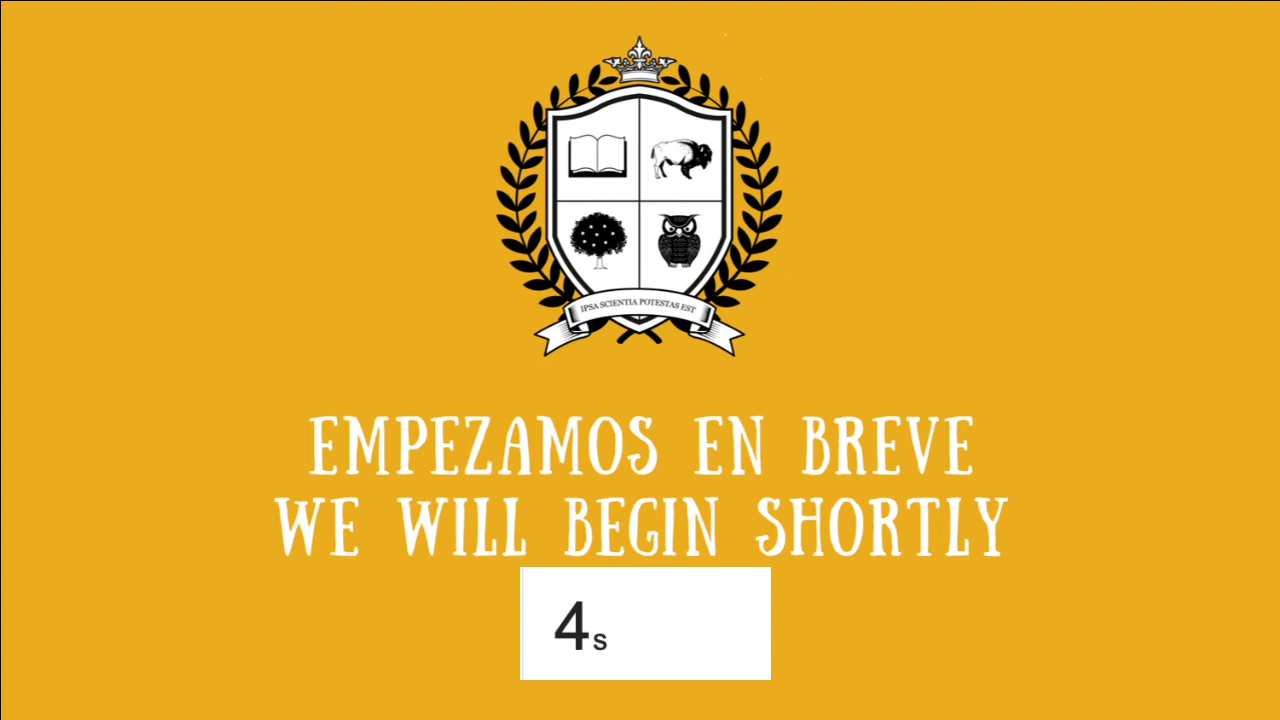 IPSA SCIENTIA POTESTAS EST
EMPEZAMOS EN BREVE
WE WILL BEGIN SHORTLY
4s